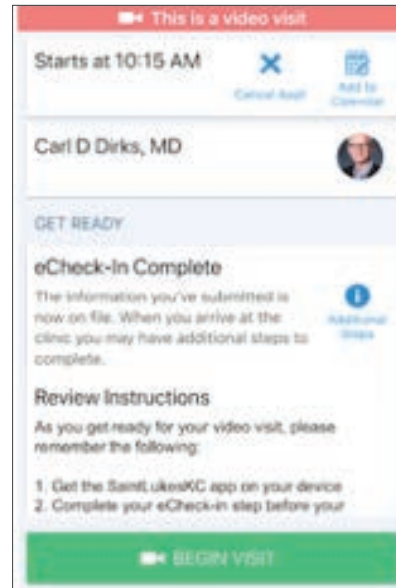 This is a video visit
Starts at 10:15 AM
Cancel Appt
Add to
Calendar
Carl D Dirks, MD
GET READY
eCheck-In Complete
The information you've submitted is
now on file. When you arrive at the
clinic you may have additional steps to
complete.
Additional
Steps
Review Instructions
As you get ready for your video visit, please
remember the following:
1. Get the SaintLukesKC app on your device
2. Complete your eCheck-in step before your
BEGIN VISIT